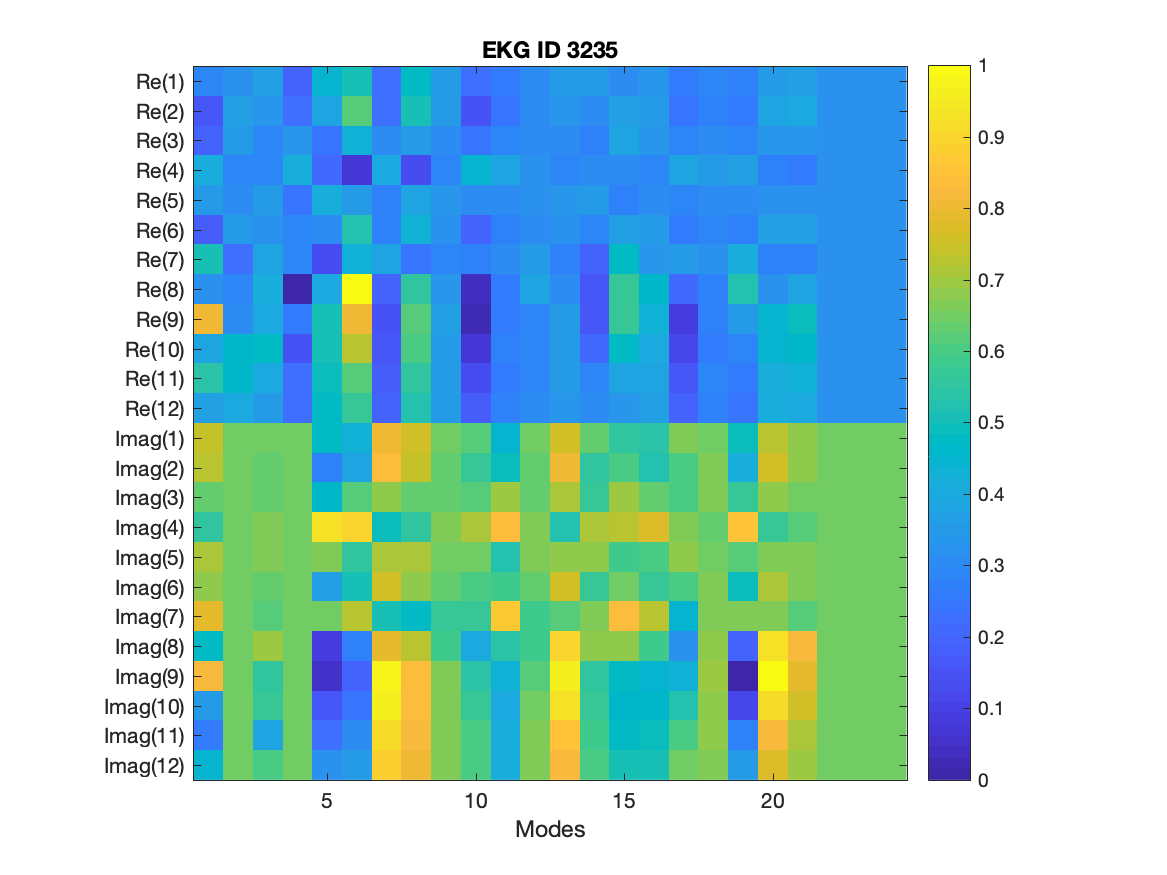 EKG ID 3235
Re(1)
Re(2)
Re(3)
Re(4)
Re(5)
Re(6)
Re(7)
Re(8)
Re(9)
Re(10)
Re(11)
Re(12)
Imag(1)
Imag(2)
Imag(3)
Imag(4)
Imag(5)
Imag(6)
Imag(7)
Imag(8)
Imag(9)
Imag(10)
Imag(11)
Imag(12)
5 10 15 20
Modes
1
0.9
0.8
0.7
0.6
0.5
0.4
0.3
0.2
0.1
0